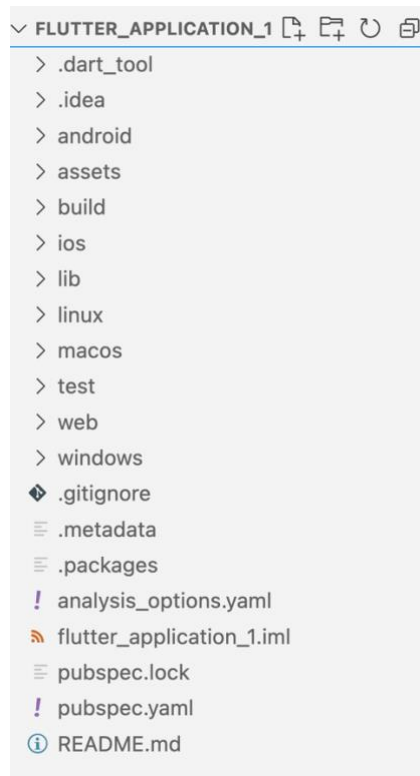 FLUTTER_APPLICATION_1
.dart_tool
.idea
android
assets
build
ios
lib
linux
macos
test
web
windows
.gitignore
.metadata
.packages
analysis_options.yaml
flutter_application_1.iml
pubspec.lock
pubspec.yaml
README.md